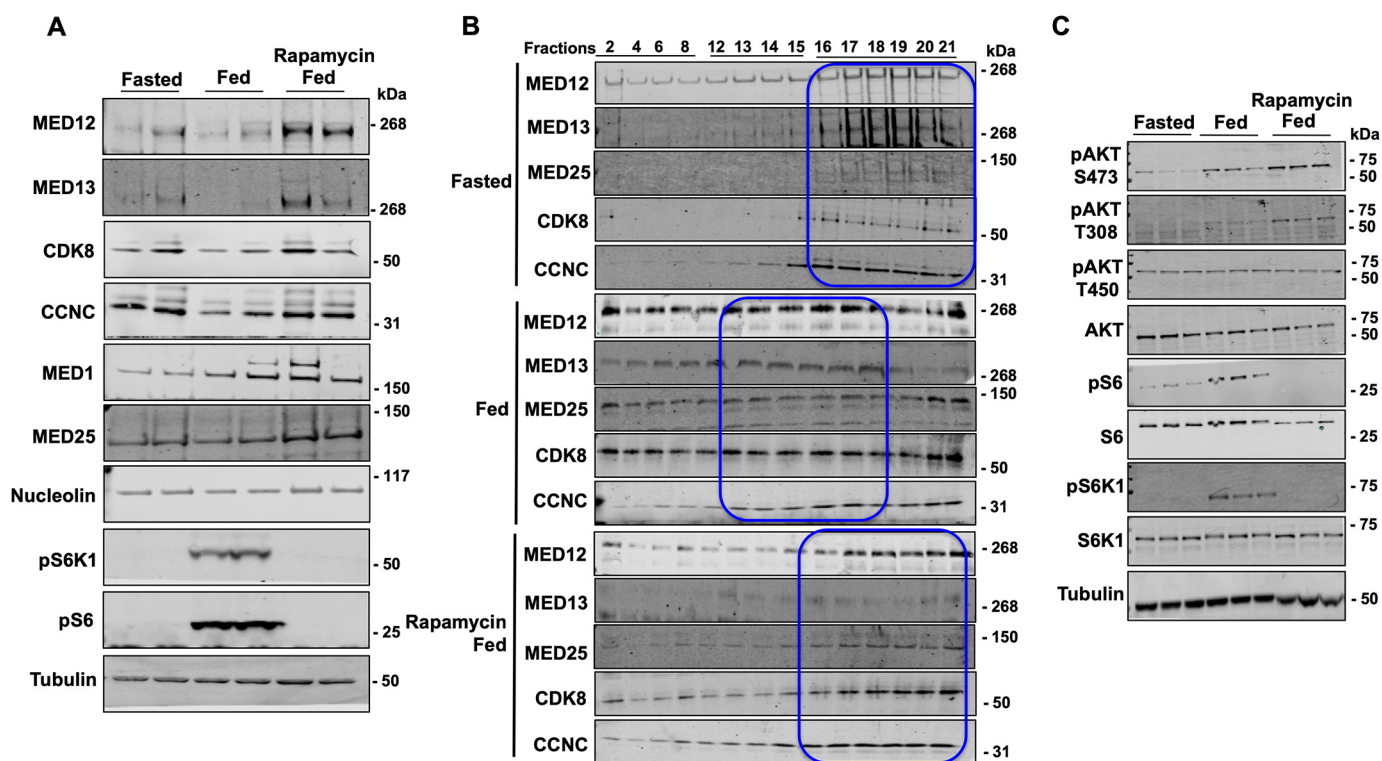 A
Rapamycin
Fasted Fed Fed
kDa
MED12 - 268
MED13
- 268
CDK8
- 50
CCNC
- 31
MED1
- 150
- 150
MED25
- 117
Nucleolin
pS6K1
- 50
pS6
- 25
Tubulin - 50
B
Fractions 2 4 6 8 12 13 14 15 16 17 18 19 20 21 kDa
Fasted
MED12 - 268
MED13 - 268
- 150
MED25
CDK8
- 50
CCNC
- 31
Fed
MED12 - 268
MED13
- 268
- 150
MED25
CDK8
- 50
CCNC - 31
Rapamycin
Fed
MED12 - 268
MED13 - 268
- 150
MED25
CDK8 - 50
CCNC - 31
C
Rapamycin
Fasted Fed Fed
kDa
pAKT - 75
S473 - 50
pAKT - 75
T308 - 50
pAKT - 75
T450 - 50
AKT - 75
- 50
pS6
- 25
S6 - 25
pS6K1 - 75
- 75
S6K1
Tubulin - 50